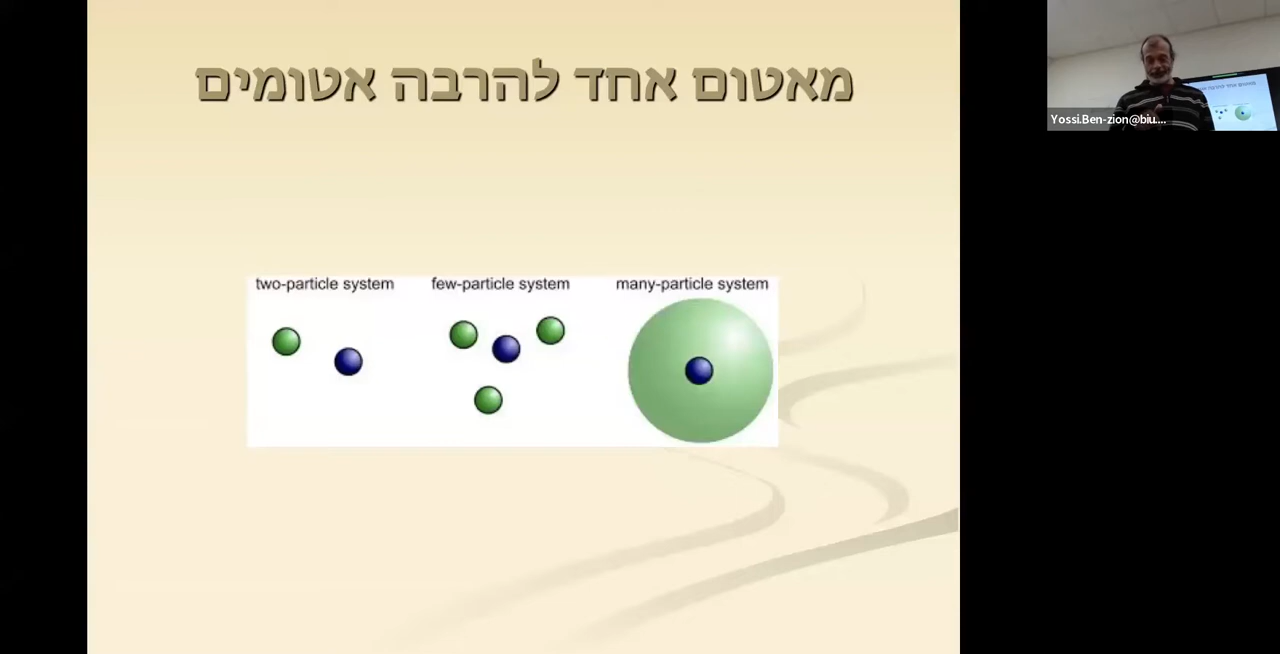 מאטום אחד להרבה אטומים
Yossi.Ben-zion@biu....
two-particle system few-particle system many-particle system